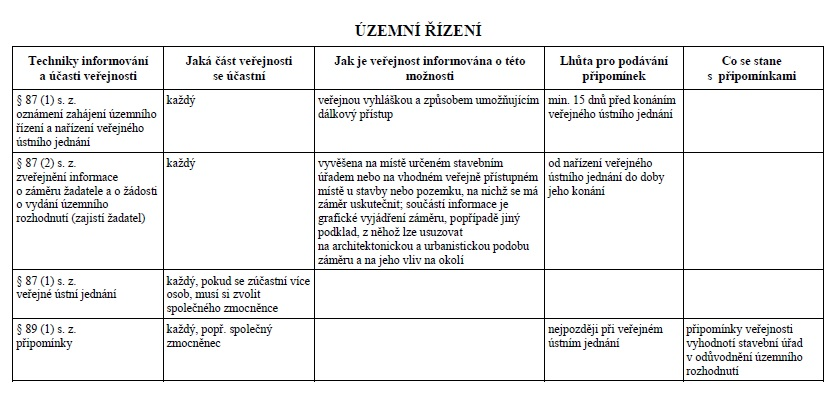 ÚZEMNÍ ŘÍZENÍ
Techniky informování
a účasti veřejnosti
Jaká část veřejnosti
se účastní
Jak je veřejnost informována o této
možnosti
Lhůta pro podávání
připomínek
Co se stane
s připomínkami
§ 87 (1) s. z.
oznámení zahájení územního
řízení a nařízení veřejného
ústního jednání
každý
veřejnou vyhláškou a způsobem umožňujícím
dálkový přístup
min. 15 dnů před konáním
veřejného ústního jednání
§ 87 (2) s. z.
zveřejnění informace
o záměru žadatele a o žádosti
o vydání územního
rozhodnutí (zajistí žadatel)
každý
vyvěšena na místě určeném stavebním
úřadem nebo na vhodném veřejně přístupném
místě u stavby nebo pozemku, na nichž se má
záměr uskutečnit; součástí informace je
grafické vyjádření záměru, popřípadě jiný
podklad, z něhož lze usuzovat
na architektonickou a urbanistickou podobu
záměru a na jeho vliv na okolí
od nařízení veřejného
ústního jednání do doby
jeho konání
§ 87 (1) s. z.
veřejné ústní jednání
každý, pokud se zúčastní více
osob, musí si zvolit
společného zmocněnce
§ 89 (1) s. z.
připomínky
každý, popř. společný
zmocněnec
nejpozději při veřejném
ústním jednání
připomínky veřejnosti
vyhodnotí stavební úřad
v odůvodnění územního
rozhodnutí